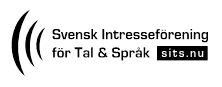 Svensk Intresseförening
för Tal & Språk sits.nu